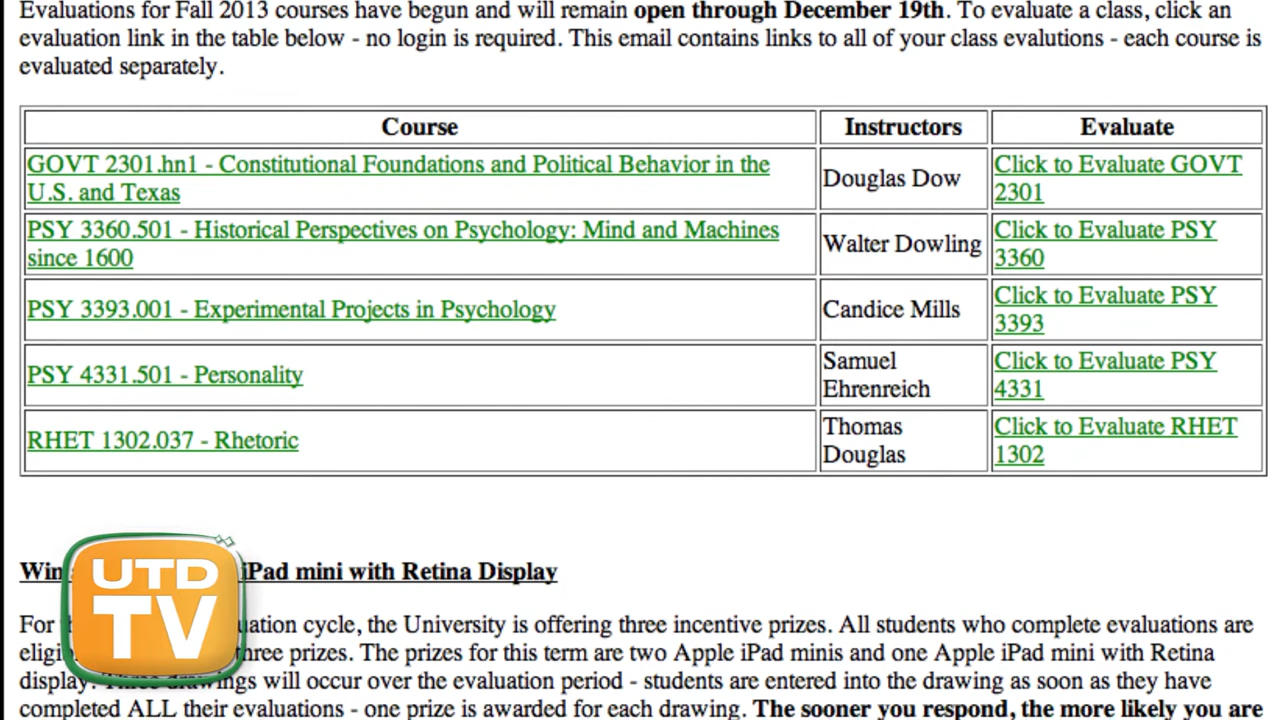 Evaluations for Fall 2013 courses have begun and will remain open through December 19th. To evaluate a class, click an
evaluation link in the table below - no login is required. This email contains links to all of your class evalutions - each course is
evaluated separately.
Course Instructors Evaluate
GOVT 2301.hn1 - Constitutional Foundations and Political Behavior in the
U.S. and Texas
Douglas Dow
Click to Evaluate GOVT
2301
PSY 3360.501 - Historical Perspectives on Psychology: Mind and Machines
since 1600
Walter Dowling
Click to Evaluate PSY
3360
PSY 3393.001 - Experimental Projects in Psychology
Candice Mills
Click to Evaluate PSY
3393
PSY 4331.501 - Personality
Samuel
Ehrenreich
Click to Evaluate PSY
4331
RHET 1302.037 - Rhetoric
Thomas
Douglas
Click to Evaluate RHET
1302
Win iPad mini with Retina Display
For cycle, the University is offering three incentive prizes. All students who complete evaluations are
three prizes. The prizes for this term are two Apple iPad minis and one Apple iPad mini with Retina
display. Three drawings will occur over the evaluation period - students are entered into the drawing as soon as they have
completed ALL their evaluations - one prize is awarded for each drawing. The sooner you respond, the more likely you are
UTD
TV